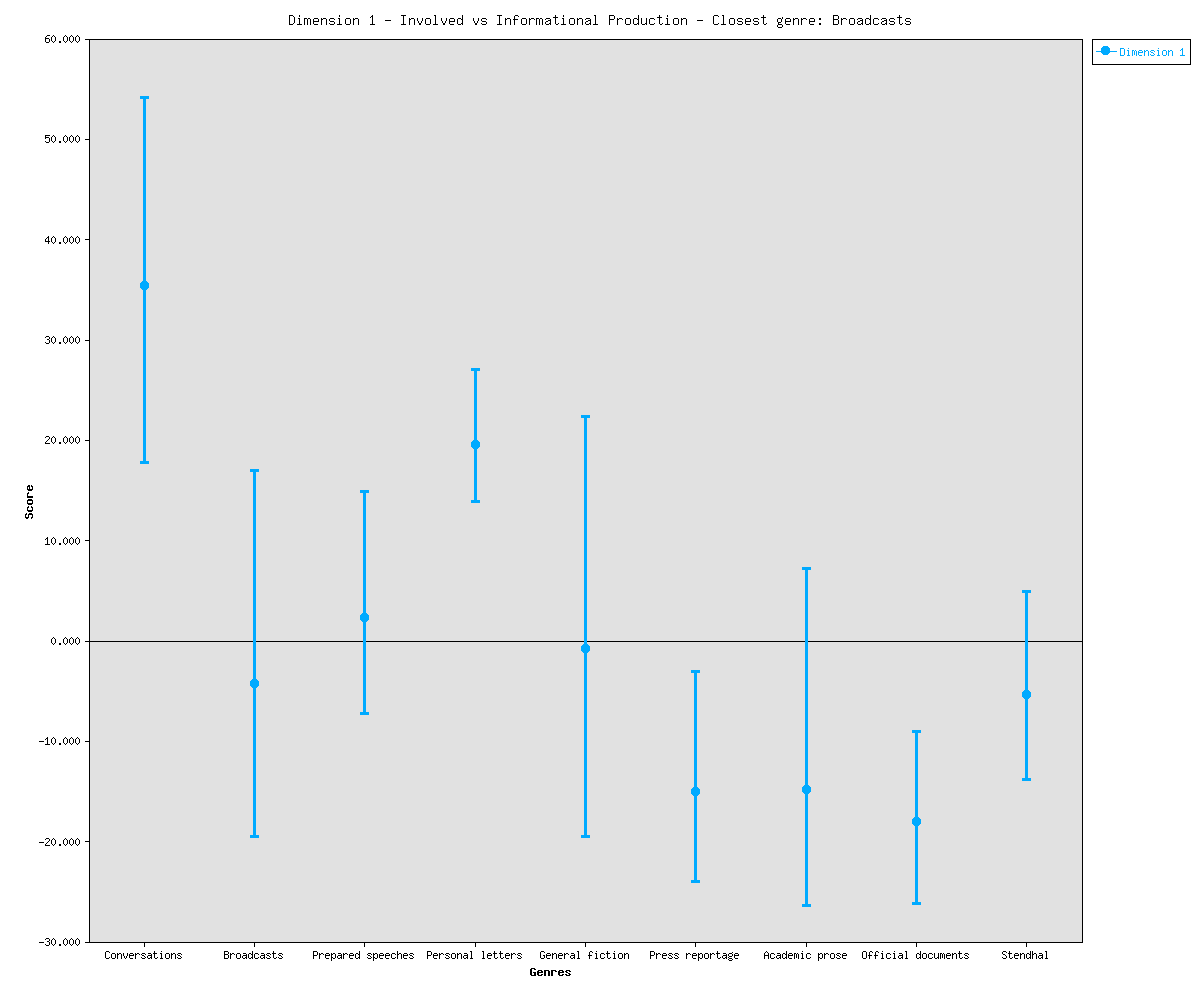 Dimension 1 - Involved vs Informational Production - Closest genre: Broadcasts
Dimension 1
60.000
50.000
40.000
30.000
20.000
10.000
0.000
-10.000
-20.000
-30.000
Score
Conversations Broadcasts Prepared speeches Personal letters General fiction Press reportage Academic prose Official documents Stendhal
Genres